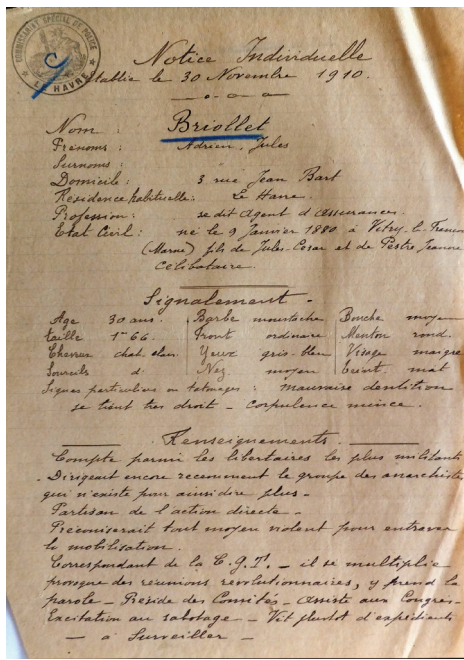 COMMISSARIAT SPÉCIAL DE POLICE
LE HAVRE
Notice Individuelle
établie le 30 Novembre 1910.
Nom : Briollet
Prénoms : Adrien, Jules
Surnoms :
Domicile : 3 rue Jean Bart
Résidence habituelle : Le Havre
Profession : se dit Agent d'assurances.
Etat Civil : né le 9 Janvier 1880 à Vitry-le-François
(Marne) fils de Jules-César et de Pestre Jeanne
Célibataire.
Signalement -
Age 30 ans. Barbe moustache Bouche moyen
taille 1m66. Front ordinaire Menton rond.
Cheveux chat. clair. Yeux gris-bleu Visage maigre
Sourcils d: Nez moyen teint mat
Signes particuliers ou tatouages : mauvaise dentition
se tient très droit - corpulence mince.
Renseignements.
Compte parmi les libertaires les plus militants
- Dirigeant encore récemment le groupe des anarchistes
qui n'existe pour ainsi dire plus -
Partisan de l'action directe -
Préconiserait tout moyen violent pour entraver
la mobilisation.
Correspondant de la C.G.T. - il se multiplie
provoque des réunions révolutionnaires, y prend la
parole - Préside des Comités - Assiste aux Congrès -
Excitation au sabotage - Vit plutôt d'expédients
- à Surveiller -